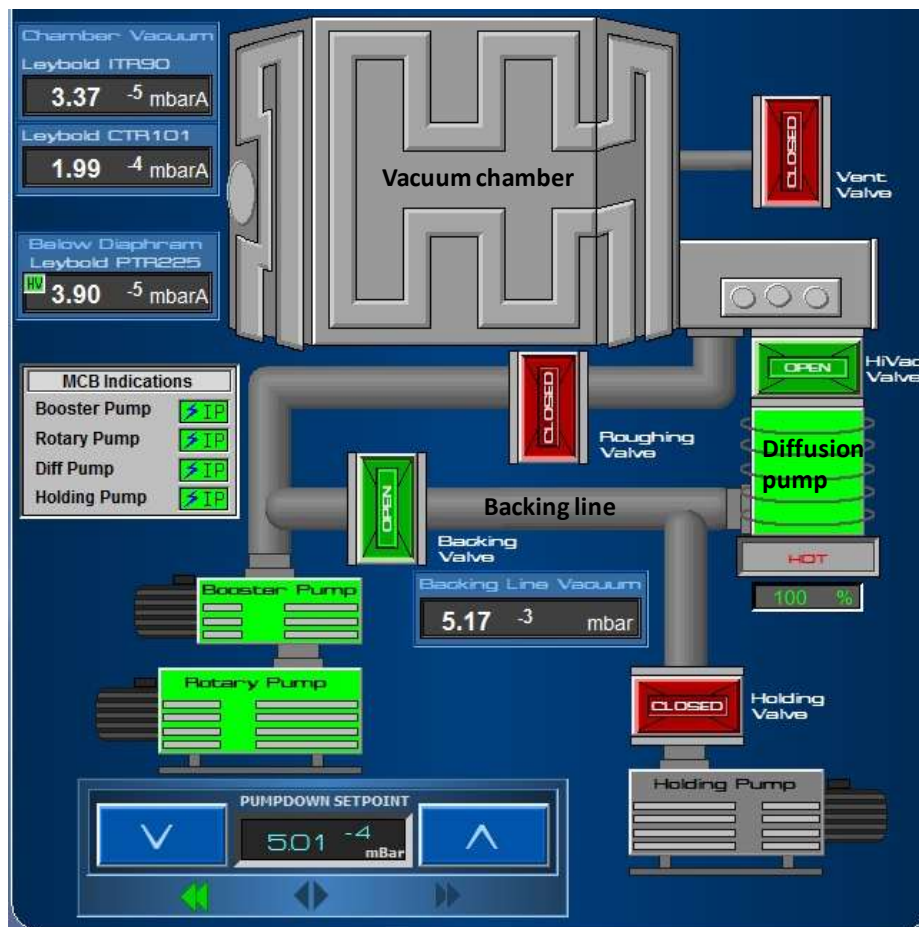 Chamber Vacuum
Leybold ITR90
3.37 -5 mbarA
Leybold CTR101
1.99 -4 mbarA
Below Diaphram
Leybold PTR225
HV 3.90 -5 mbarA
Vacuum chamber
CLOSED
Vent
Valve
MCB Indications
Booster Pump IP
Rotary Pump IP
Diff Pump IP
Holding Pump IP
CLOSED
Roughing
Valve
OPEN
HiVac
Valve
Diffusion
pump
HOT
100 %
OPEN
Backing
Valve
Backing line
Backing Line Vacuum
5.17 -3 mbar
Booster Pump
Rotary Pump
CLOSED
Holding
Valve
Holding Pump
PUMPDOWN SETPOINT
5.01 -4
mBar